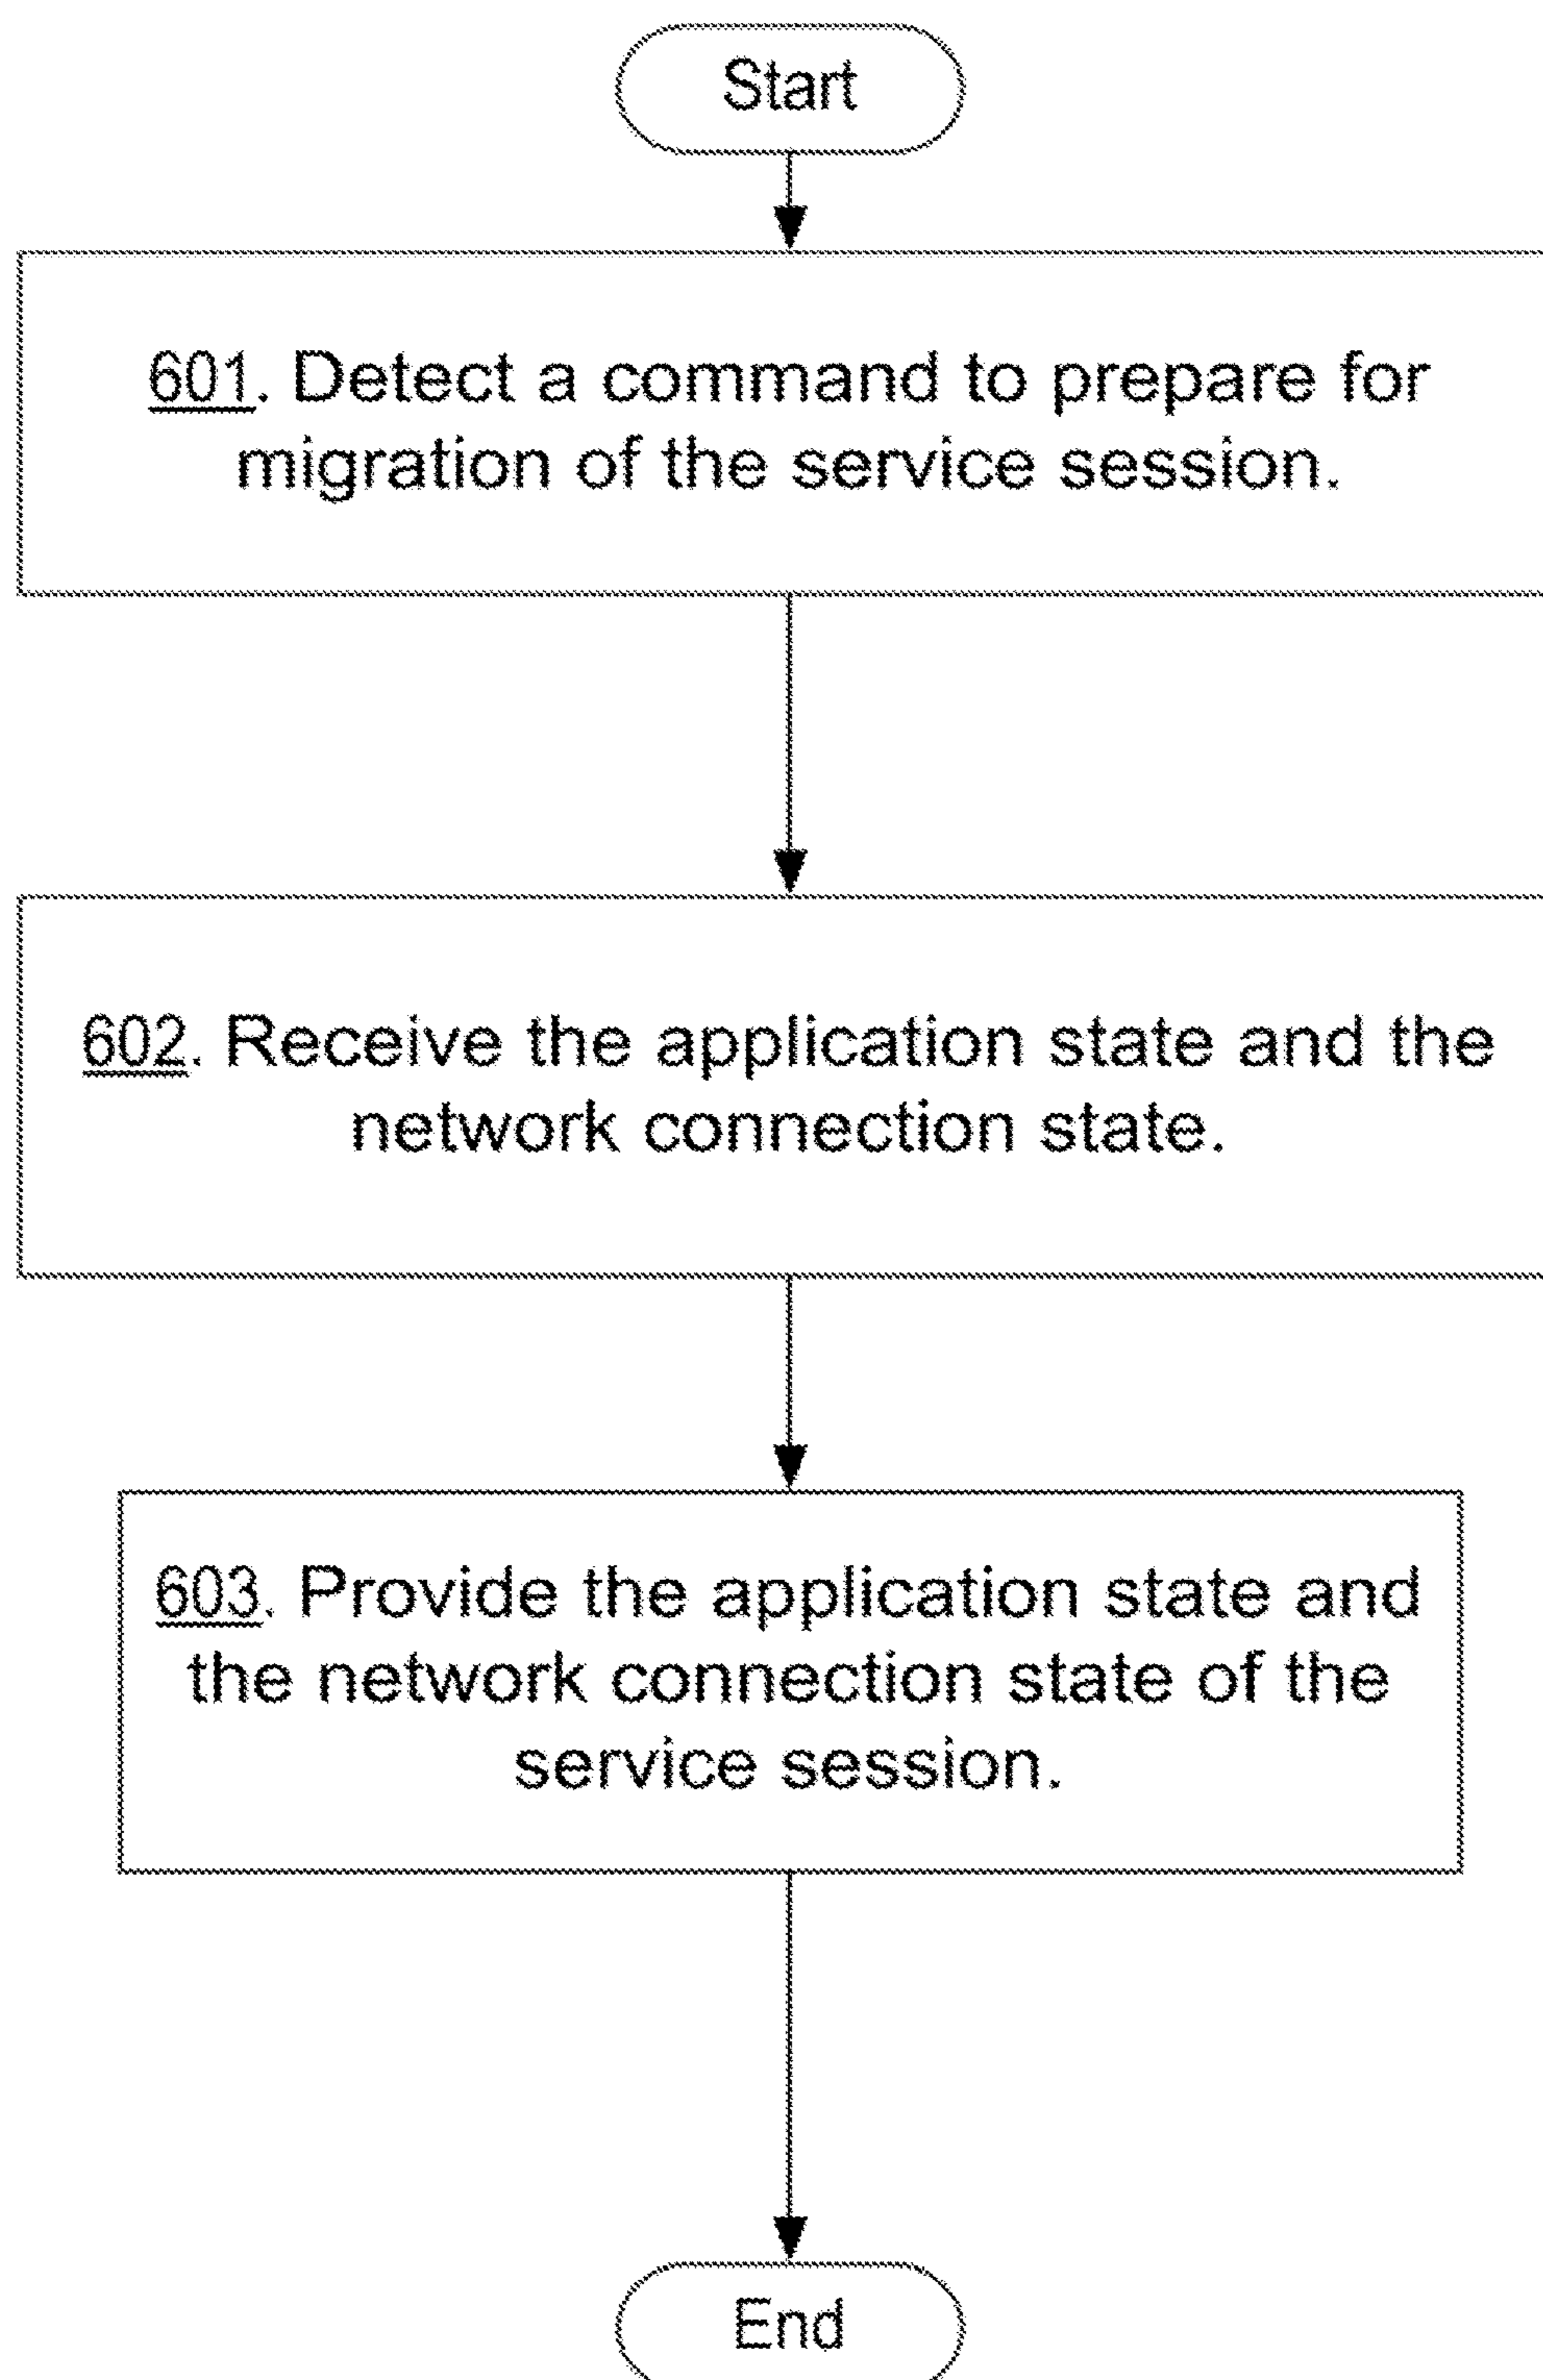 Start
601. Detect a command to prepare for
migration of the service session.
602. Receive the application state and the
network connection state.
603. Provide the application state and
the network connection state of the
service session.
End